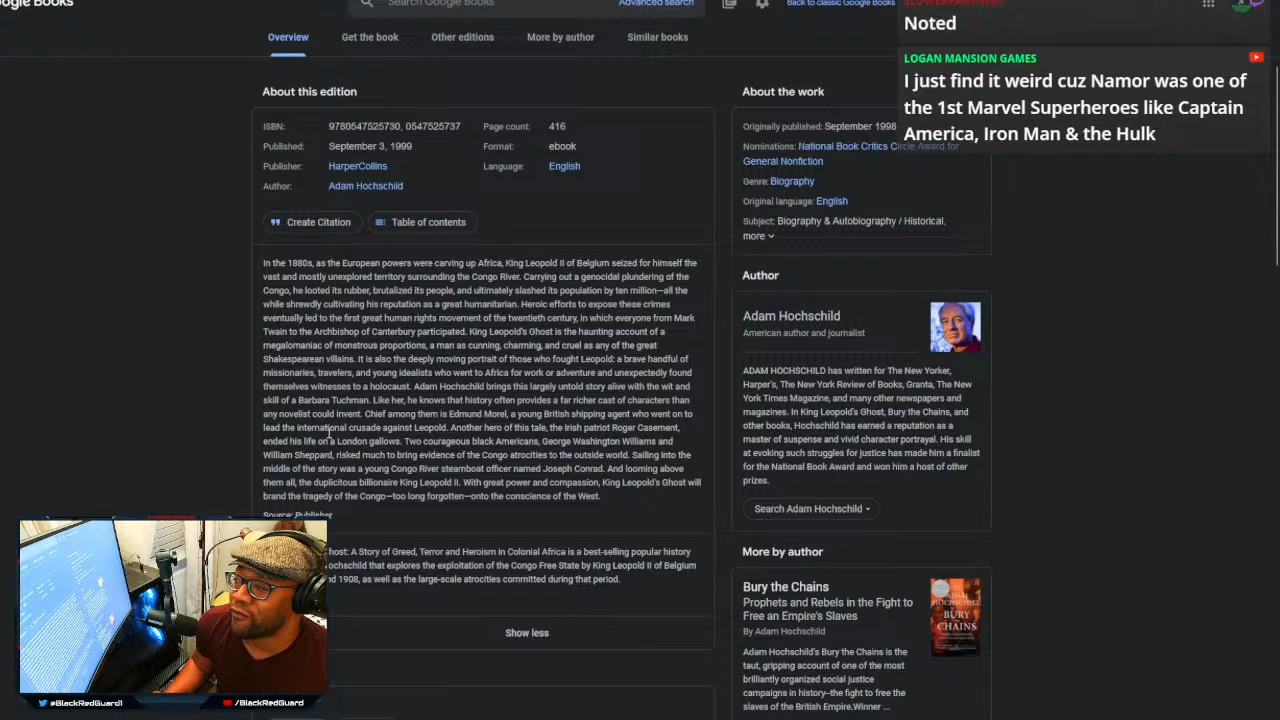 Google Books
Search Google Books
Advanced search
Back to classic Google Books
Overview
Get the book
Other editions
More by author
Similar books
Noted
LOGAN MANSION GAMES
I just find it weird cuz Namor was one of
the 1st Marvel Superheroes like Captain
America, Iron Man & the Hulk
About this edition
ISBN: 9780547525730, 0547525737
Page count: 416
Published: September 3, 1999
Format: ebook
Publisher: HarperCollins
Language: English
Author: Adam Hochschild
Create Citation
Table of contents
In the 1880s, as the European powers were carving up Africa, King Leopold II of Belgium seized for himself the
vast and mostly unexplored territory surrounding the Congo River. Carrying out a genocidal plundering of the
Congo, he looted its rubber, brutalized its people, and ultimately slashed its population by ten million—all the
while shrewdly cultivating his reputation as a great humanitarian. Heroic efforts to expose these crimes
eventually led to the first great human rights movement of the twentieth century, in which everyone from Mark
Twain to the Archbishop of Canterbury participated. King Leopold's Ghost is the haunting account of a
megalomaniac of monstrous proportions, a man as cunning, charming, and cruel as any of the great
Shakespearean villains. It is also the deeply moving portrait of those who fought Leopold: a brave handful of
missionaries, travelers, and young idealists who went to Africa for work or adventure and unexpectedly found
themselves witnesses to a holocaust. Adam Hochschild brings this largely untold story alive with the wit and
skill of a Barbara Tuchman. Like her, he knows that history often provides a far richer cast of characters than
any novelist could invent. Chief among them is Edmund Morel, a young British shipping agent who went on to
lead the international crusade against Leopold. Another hero of this tale, the Irish patriot Roger Casement,
ended his life on a London gallows. Two courageous black Americans, George Washington Williams and
William Sheppard, risked much to bring evidence of the Congo atrocities to the outside world. Sailing into the
middle of the story was a young Congo River steamboat officer named Joseph Conrad. And looming above
them all, the duplicitous billionaire King Leopold II. With great power and compassion, King Leopold's Ghost will
brand the tragedy of the Congo—too long forgotten—onto the conscience of the West.
Source: Publisher
host: A Story of Greed, Terror and Heroism in Colonial Africa is a best-selling popular history
ochschild that explores the exploitation of the Congo Free State by King Leopold II of Belgium
nd 1908, as well as the large-scale atrocities committed during that period.
Show less
About the work
Originally published: September 1998
Nominations: National Book Critics Circle Award for
General Nonfiction
Genre: Biography
Original language: English
Subject: Biography & Autobiography / Historical,
more
Author
Adam Hochschild
American author and journalist
ADAM HOCHSCHILD has written for The New Yorker,
Harper's, The New York Review of Books, Granta, The New
York Times Magazine, and many other newspapers and
magazines. In King Leopold's Ghost, Bury the Chains, and
other books, Hochschild has earned a reputation as a
master of suspense and vivid character portrayal. His skill
at evoking such struggles for justice has made him a finalist
for the National Book Award and won him a host of other
prizes.
Search Adam Hochschild
More by author
Bury the Chains
Prophets and Rebels in the Fight to
Free an Empire's Slaves
By Adam Hochschild
Adam Hochschild's Bury the Chains is the
taut, gripping account of one of the most
brilliantly organized social justice
campaigns in history–the fight to free the
slaves of the British Empire.Winner ...
BURY
CHAINS
@BlackRedGuard1
/BlackRedGuard